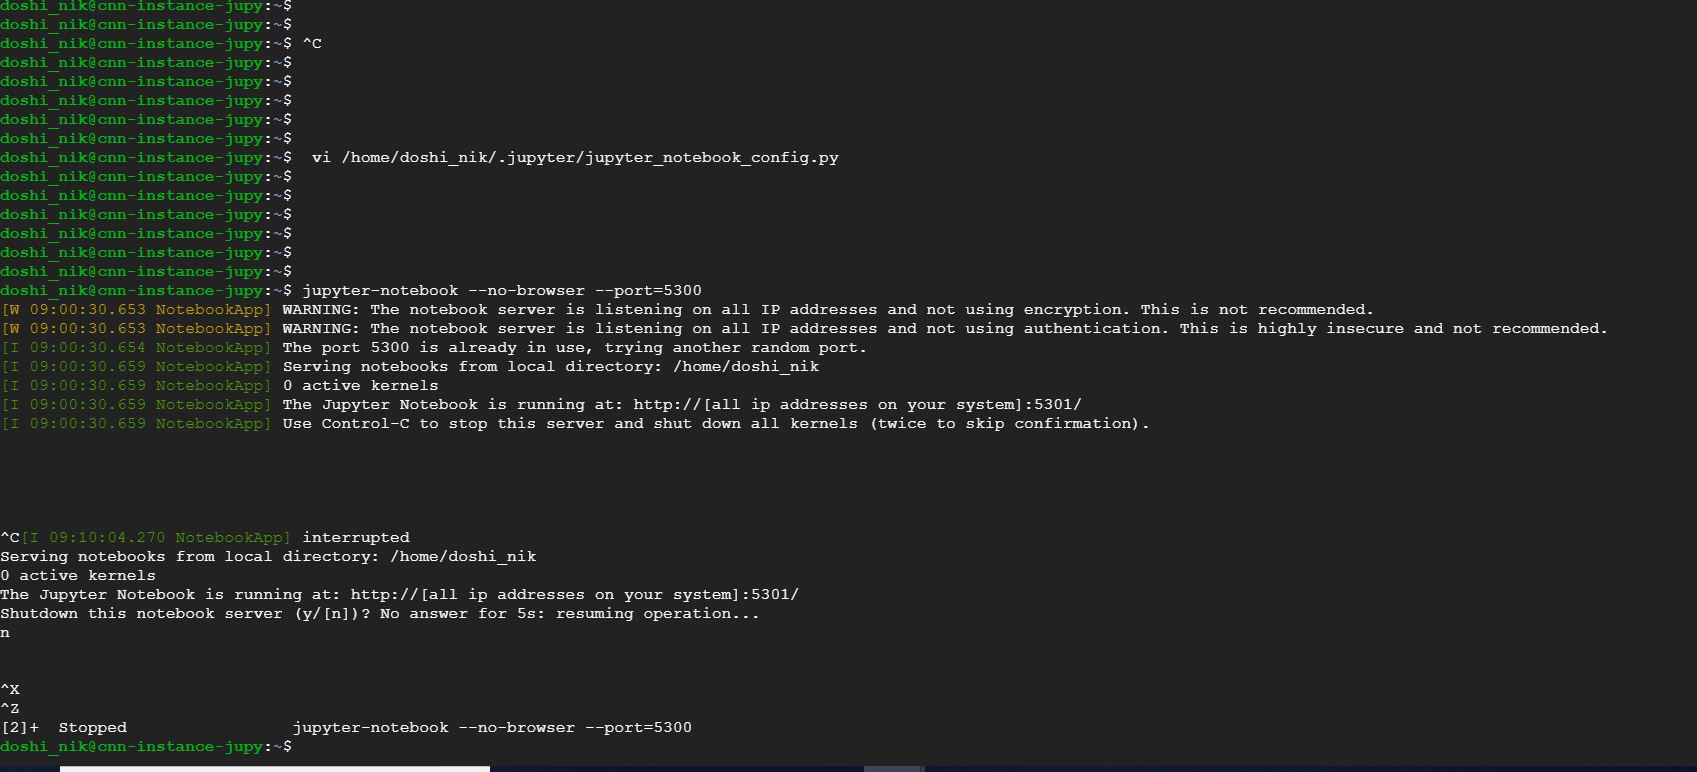 doshi_nik@cnn-instance-jupy:~$
doshi_nik@cnn-instance-jupy:~$
doshi_nik@cnn-instance-jupy:~$ ^C
doshi_nik@cnn-instance-jupy:~$
doshi_nik@cnn-instance-jupy:~$
doshi_nik@cnn-instance-jupy:~$
doshi_nik@cnn-instance-jupy:~$
doshi_nik@cnn-instance-jupy:~$
doshi_nik@cnn-instance-jupy:~$  vi /home/doshi_nik/.jupyter/jupyter_notebook_config.py
doshi_nik@cnn-instance-jupy:~$
doshi_nik@cnn-instance-jupy:~$
doshi_nik@cnn-instance-jupy:~$
doshi_nik@cnn-instance-jupy:~$
doshi_nik@cnn-instance-jupy:~$
doshi_nik@cnn-instance-jupy:~$
doshi_nik@cnn-instance-jupy:~$ jupyter-notebook --no-browser --port=5300
[W 09:00:30.653 NotebookApp] WARNING: The notebook server is listening on all IP addresses and not using encryption. This is not recommended.
[W 09:00:30.653 NotebookApp] WARNING: The notebook server is listening on all IP addresses and not using authentication. This is highly insecure and not recommended.
[I 09:00:30.654 NotebookApp] The port 5300 is already in use, trying another random port.
[I 09:00:30.659 NotebookApp] Serving notebooks from local directory: /home/doshi_nik
[I 09:00:30.659 NotebookApp] 0 active kernels
[I 09:00:30.659 NotebookApp] The Jupyter Notebook is running at: http://[all ip addresses on your system]:5301/
[I 09:00:30.659 NotebookApp] Use Control-C to stop this server and shut down all kernels (twice to skip confirmation).
^C[I 09:10:04.270 NotebookApp] interrupted
Serving notebooks from local directory: /home/doshi_nik
0 active kernels
The Jupyter Notebook is running at: http://[all ip addresses on your system]:5301/
Shutdown this notebook server (y/[n])? No answer for 5s: resuming operation...
n
^X
^Z
[2]+  Stopped                 jupyter-notebook --no-browser --port=5300
doshi_nik@cnn-instance-jupy:~$